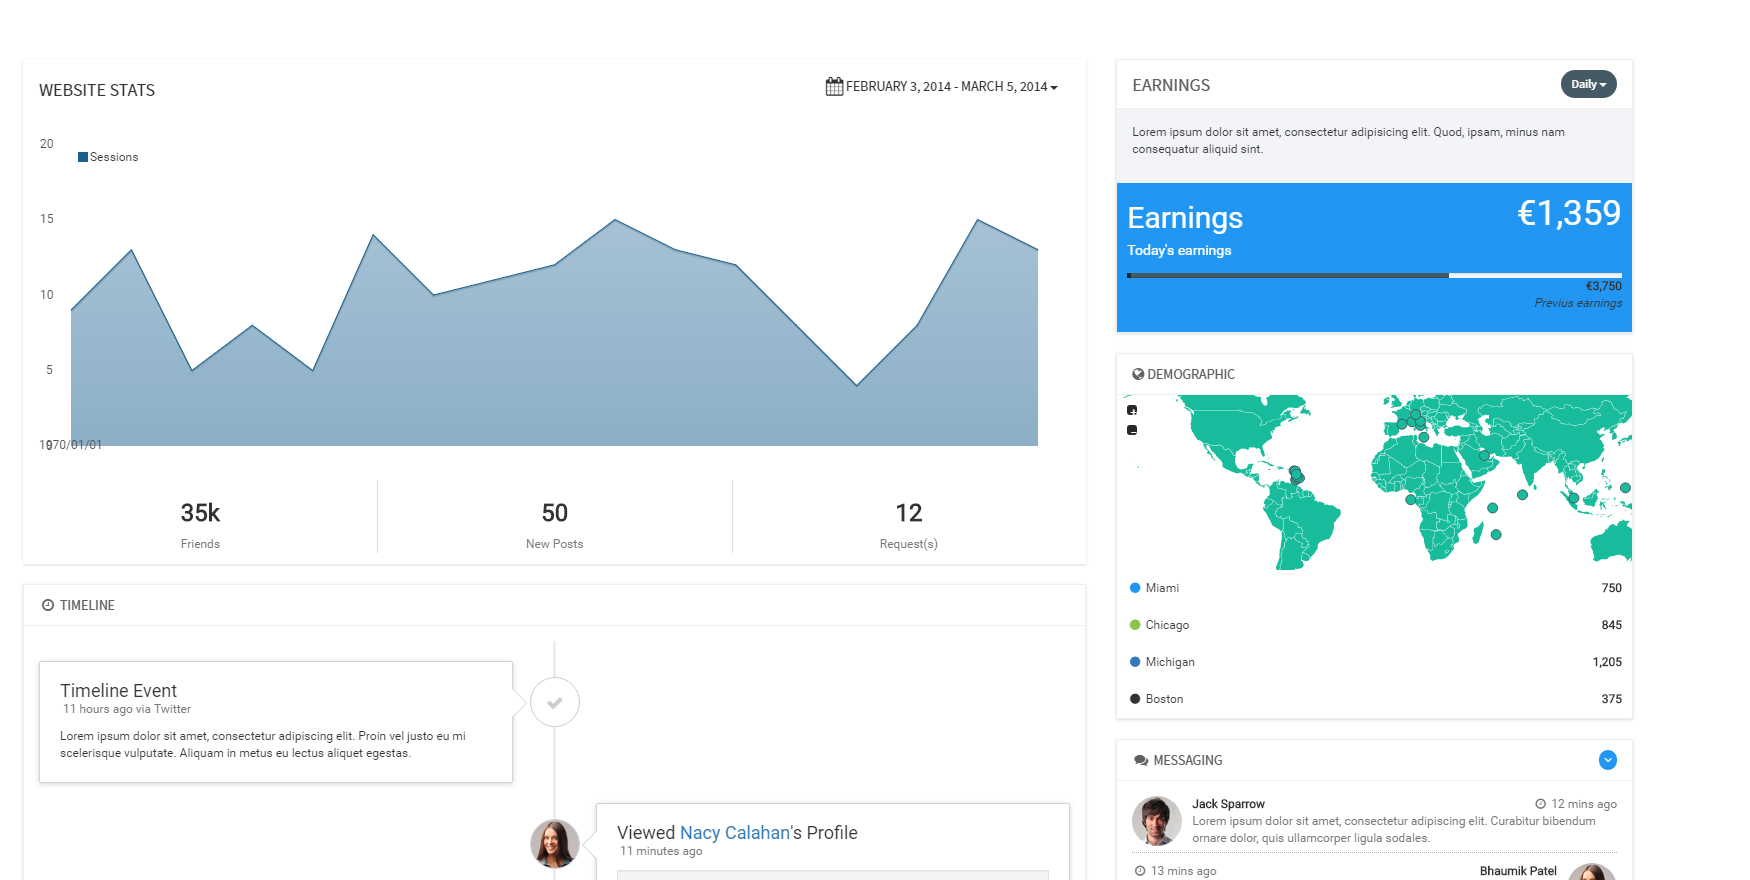 WEBSITE STATS
FEBRUARY 3, 2014 - MARCH 5, 2014
20
Sessions
15
10
5
0
1970/01/01
35k
Friends
50
New Posts
12
Request(s)
TIMELINE
Timeline Event
11 hours ago via Twitter
Lorem ipsum dolor sit amet, consectetur adipiscing elit. Proin vel justo eu mi
scelerisque vulputate. Aliquam in metus eu lectus aliquet egestas.
Viewed Nacy Calahan's Profile
11 minutes ago
EARNINGS
Daily
Lorem ipsum dolor sit amet, consectetur adipisicing elit. Quod, ipsam, minus nam
consequatur aliquid sint.
Earnings
€1,359
Today's earnings
€3,750
Previus earnings
DEMOGRAPHIC
+
−
Miami 750
Chicago 845
Michigan 1,205
Boston 375
MESSAGING
Jack Sparrow 12 mins ago
Lorem ipsum dolor sit amet, consectetur adipiscing elit. Curabitur bibendum
ornare dolor, quis ullamcorper ligula sodales.
13 mins ago Bhaumik Patel